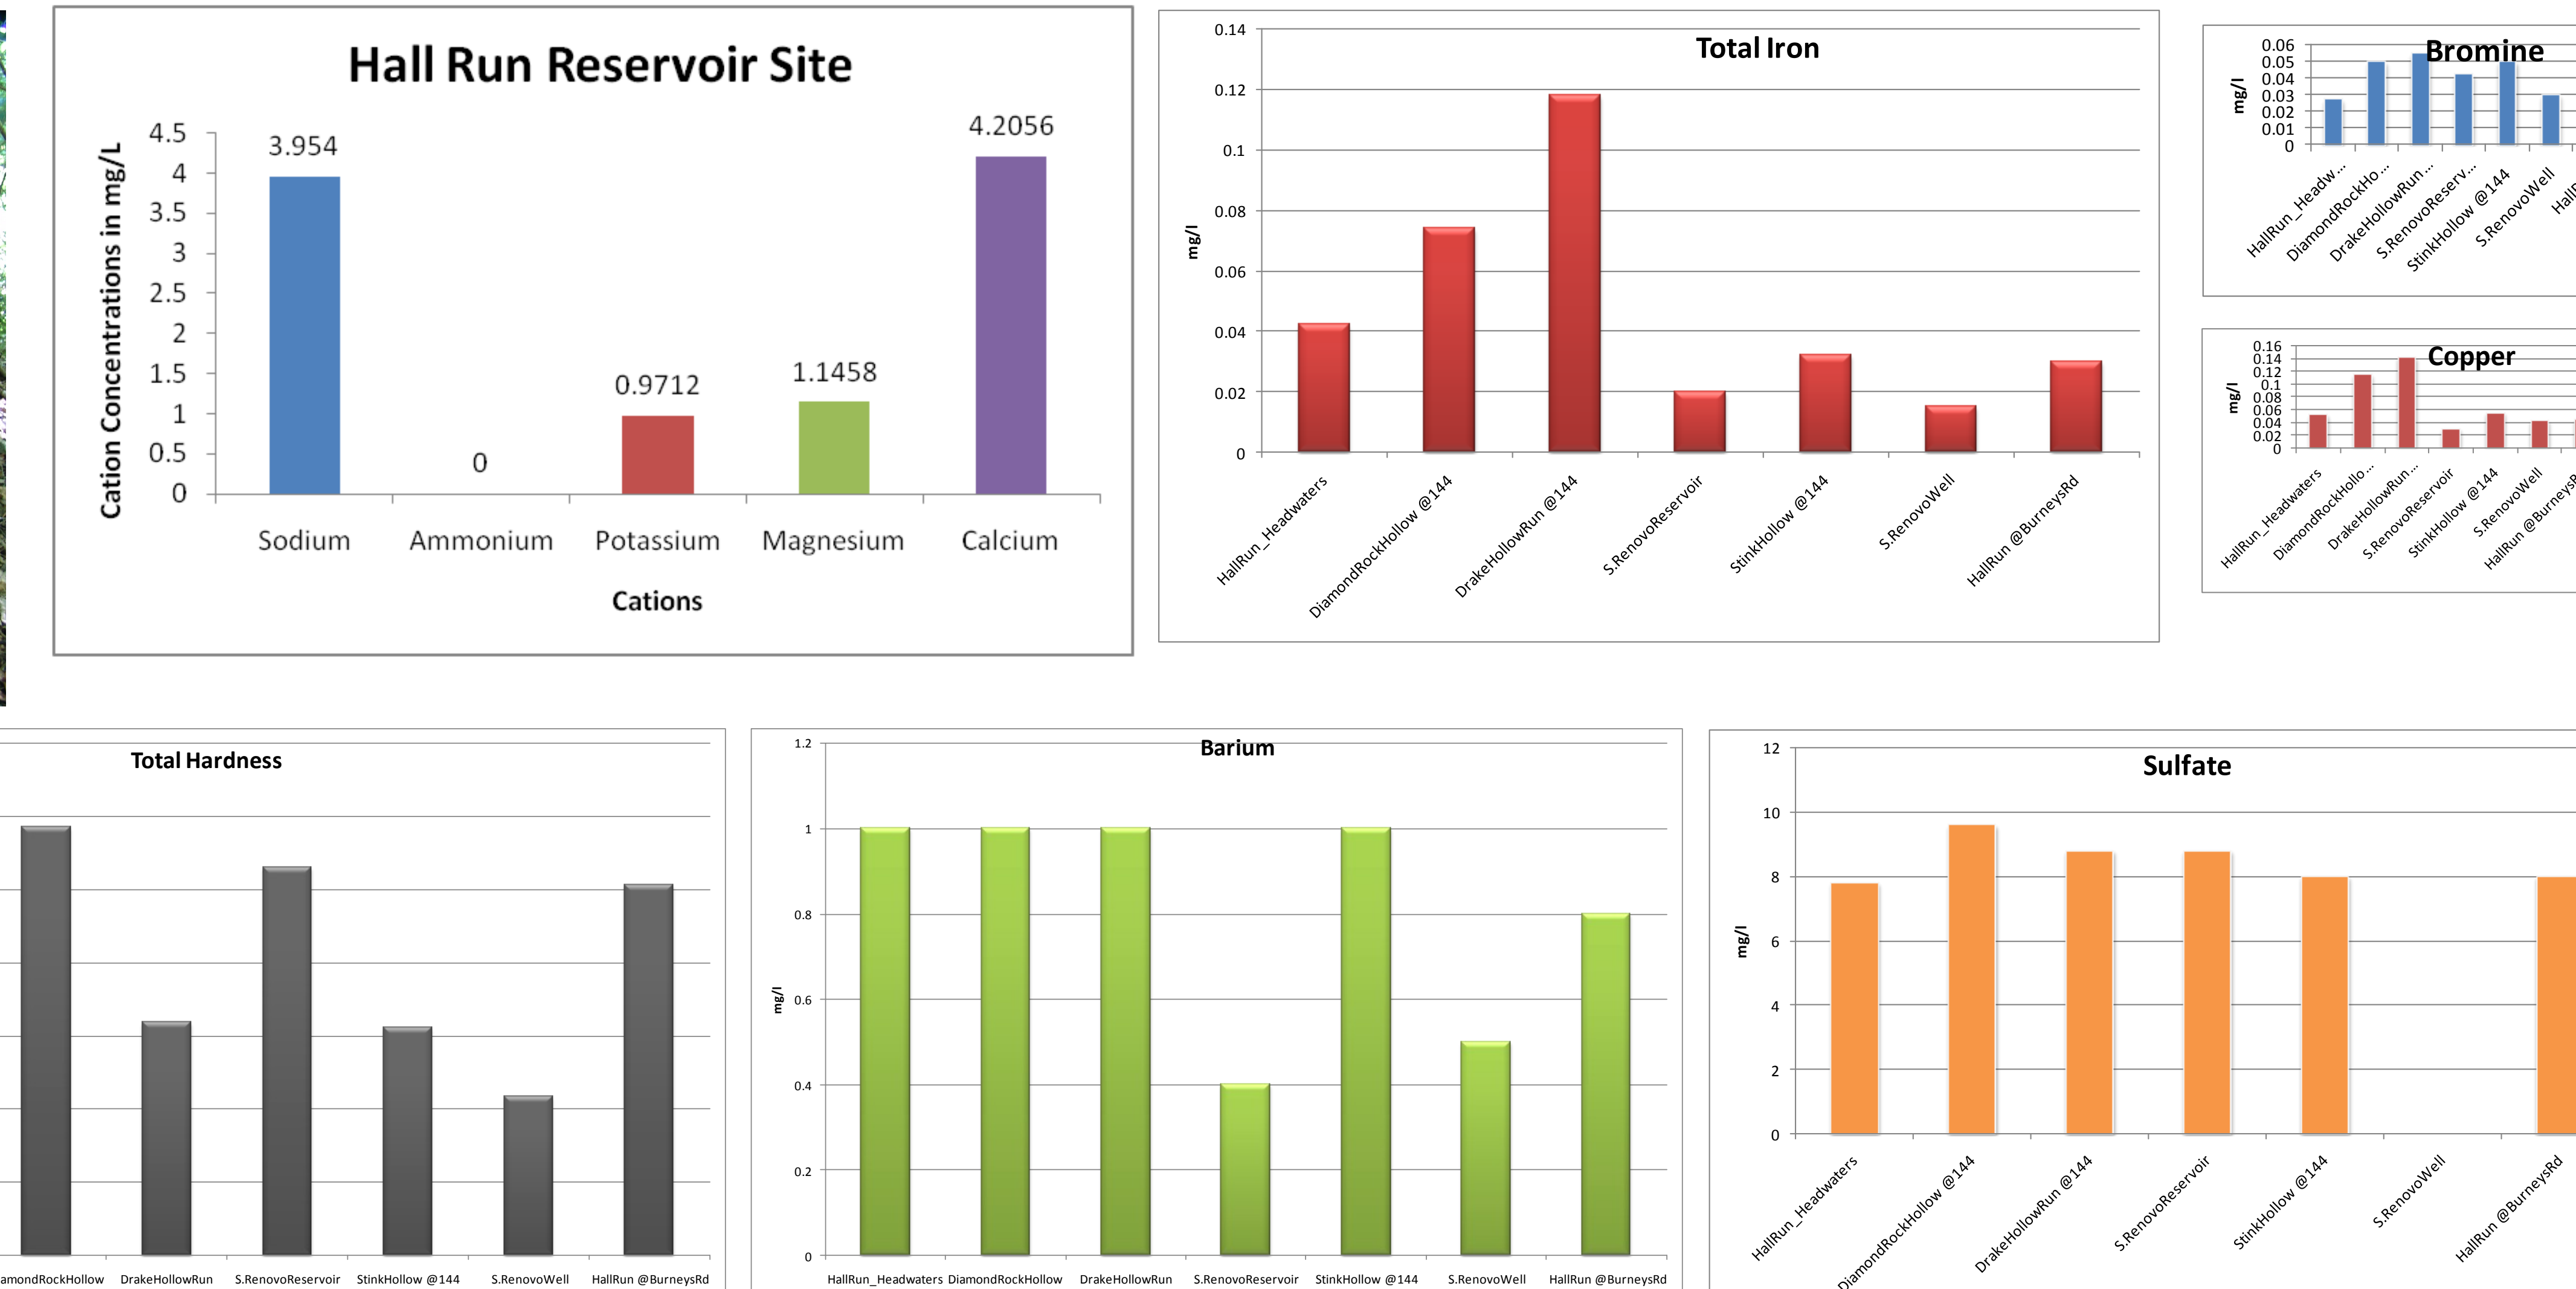 Hall Run Reservoir Site
Cation Concentrations in mg/L
4.5
4
3.5
3
2.5
2
1.5
1
0.5
0
3.954
0
0.9712
1.1458
4.2056
Sodium
Ammonium
Potassium
Magnesium
Calcium
Cations
Total Iron
mg/l
0.14
0.12
0.1
0.08
0.06
0.04
0.02
0
HallRun_Headwaters
DiamondRockHollow @144
DrakeHollowRun @144
S.RenovoReservoir
StinkHollow @144
S.RenovoWell
HallRun @BurneysRd
Bromine
mg/l
0.06
0.05
0.04
0.03
0.02
0.01
0
HallRun_Headw...
DiamondRockHo...
DrakeHollowRun...
S.RenovoReserv...
StinkHollow @144
S.RenovoWell
Copper
mg/l
0.16
0.14
0.12
0.1
0.08
0.06
0.04
0.02
0
HallRun_Headwaters
DiamondRockHollo...
DrakeHollowRun...
S.RenovoReservoir
StinkHollow @144
S.RenovoWell
HallRun @BurneysR
Total Hardness
amondRockHollow
DrakeHollowRun
S.RenovoReservoir
StinkHollow @144
S.RenovoWell
HallRun @BurneysRd
Barium
mg/l
1.2
1
0.8
0.6
0.4
0.2
0
HallRun_Headwaters
DiamondRockHollow
DrakeHollowRun
S.RenovoReservoir
StinkHollow @144
S.RenovoWell
HallRun @BurneysRd
Sulfate
mg/l
12
10
8
6
4
2
0
HallRun_Headwaters
DiamondRockHollow @144
DrakeHollowRun @144
S.RenovoReservoir
StinkHollow @144
S.RenovoWell
HallRun @BurneysRd